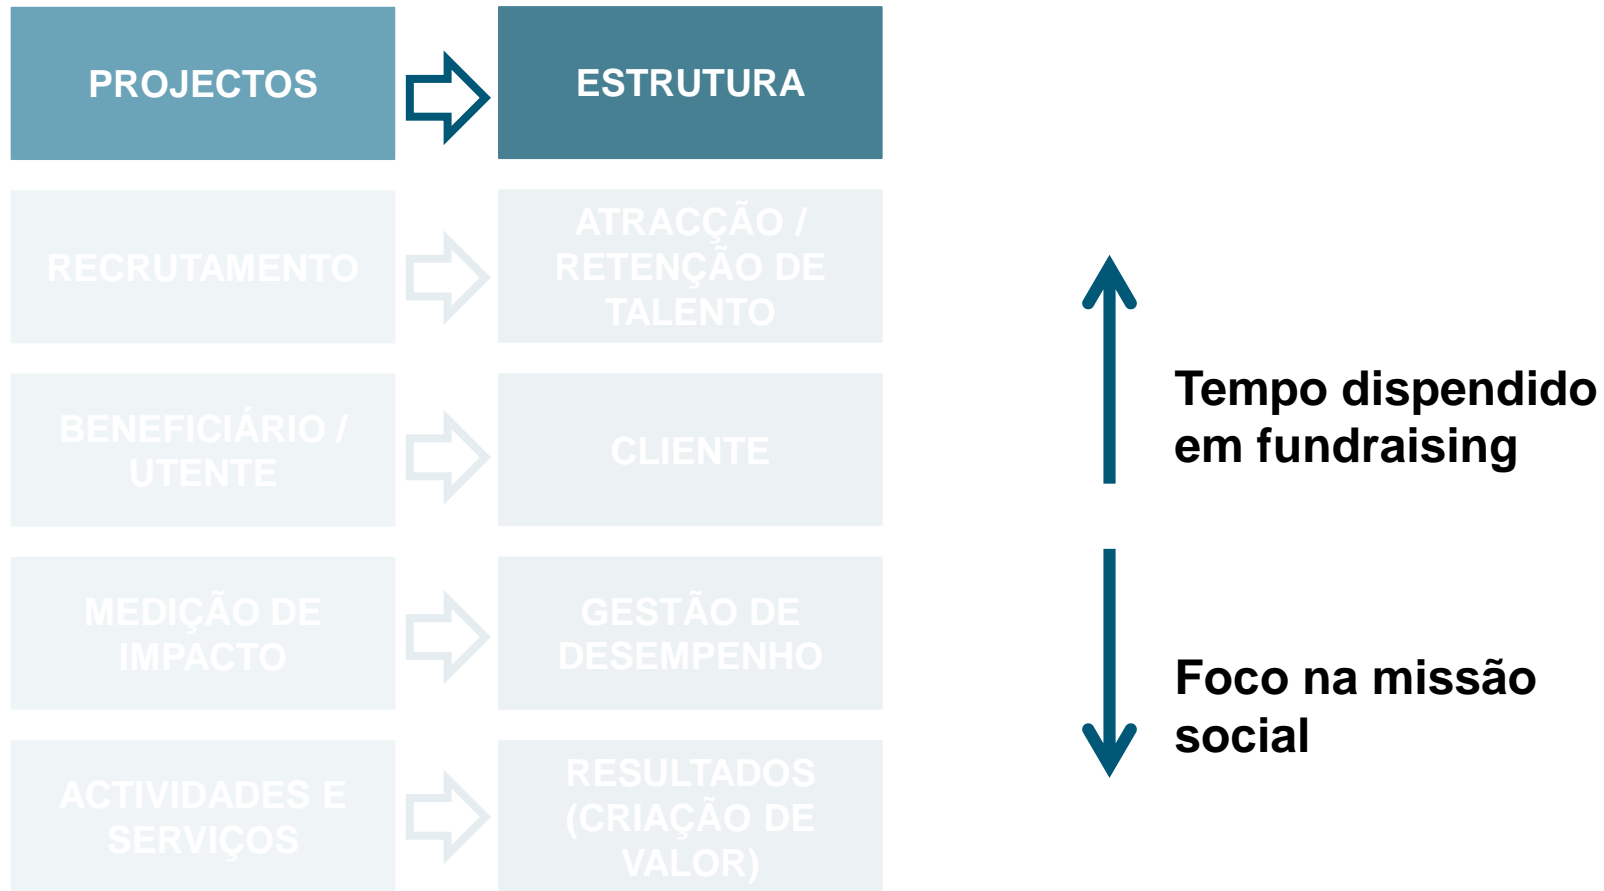 PROJECTOS
ESTRUTURA
RECRUTAMENTO
ATRACÇÃO /
RETENÇÃO DE
TALENTO
BENEFICIÁRIO /
UTENTE
CLIENTE
MEDIÇÃO DE
IMPACTO
GESTÃO DE
DESEMPENHO
ACTIVIDADES E
SERVIÇOS
RESULTADOS
(CRIAÇÃO DE
VALOR)
Tempo dispendido
em fundraising
Foco na missão
social